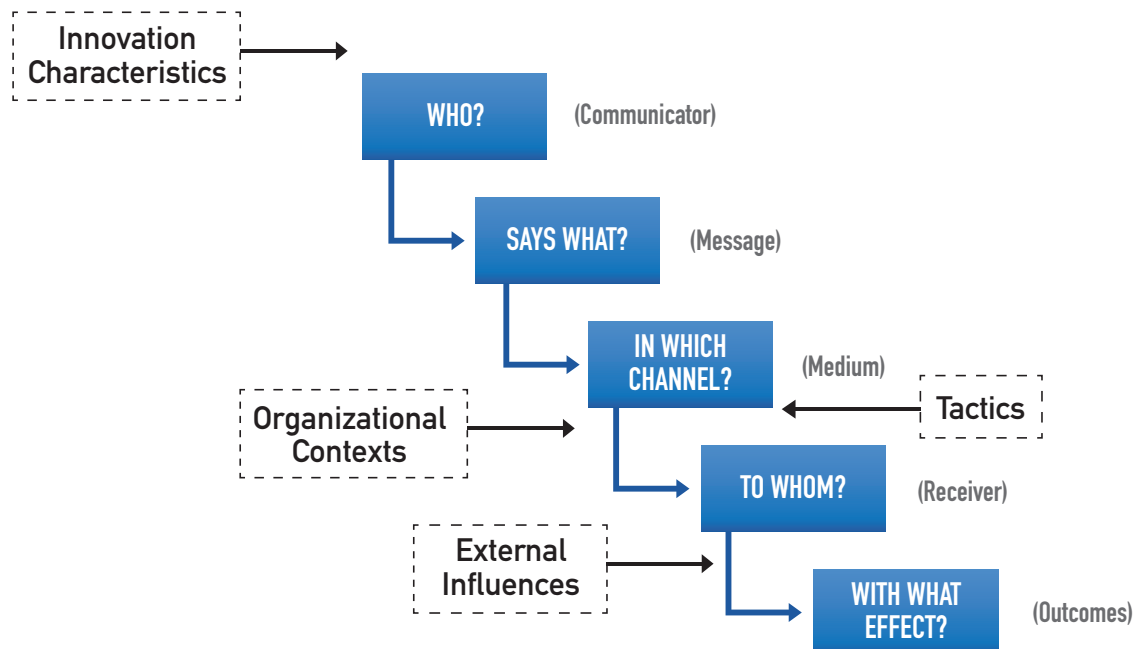 Innovation
Characteristics
WHO?
(Communicator)
SAYS WHAT?
(Message)
IN WHICH
CHANNEL?
(Medium)
Tactics
Organizational
Contexts
TO WHOM?
(Receiver)
External
Influences
WITH WHAT
EFFECT?
(Outcomes)